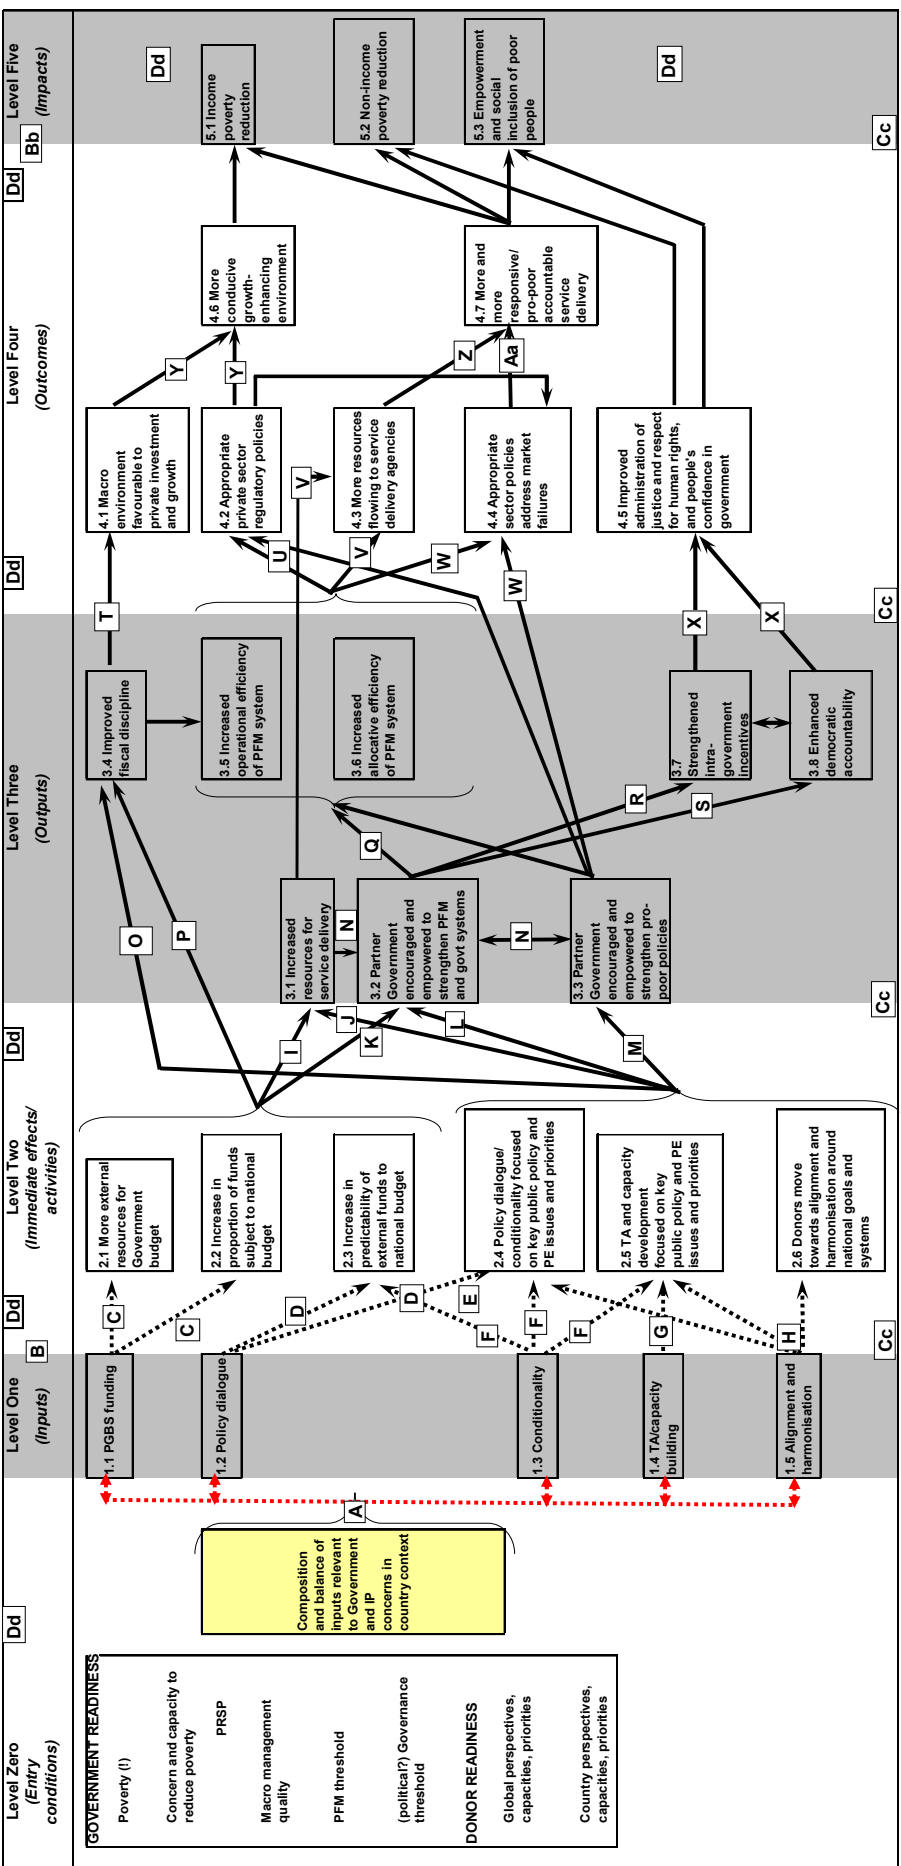 Level Zero
(Entry
conditions)
Dd
Level One
(Inputs)
B
Dd
Level Two
(Immediate effects/
activities)
Dd
Level Three
(Outputs)
Dd
Level Four
(Outcomes)
Dd
Bb
Level Five
(Impacts)
GOVERNMENT READINESS
Poverty (!)
Concern and capacity to
reduce poverty
PRSP
Macro management
quality
PFM threshold
(political?) Governance
threshold
DONOR READINESS
Global perspectives,
capacities, priorities
Country perspectives,
capacities, priorities
Composition
and balance of
inputs relevant
to Government
and IP
concerns in
country context
A
1.1 PGBS funding
1.2 Policy dialogue
1.3 Conditionality
1.4 TA/capacity
building
1.5 Alignment and
harmonisation
C
C
D
D
E
F
F
F
G
H
Cc
2.1 More external
resources for
Government
budget
2.2 Increase in
proportion of funds
subject to national
budget
2.3 Increase in
predictability of
external funds to
national budget
2.4 Policy dialogue/
conditionality focused
on key public policy and
PE issues and priorities
2.5 TA and capacity
development
focused on key
public policy and PE
issues and priorities
2.6 Donors move
towards alignment and
harmonisation around
national goals and
systems
O
P
I
J
K
L
M
Cc
3.1 Increased
resources for
service delivery
N
3.2 Partner
Government
encouraged and
empowered to
strengthen PFM
and govt systems
N
3.3 Partner
Government
encouraged and
empowered to
strengthen pro-
poor policies
Q
R
S
3.4 Improved
fiscal discipline
3.5 Increased
operational efficiency
of PFM system
3.6 Increased
allocative efficiency
of PFM system
3.7
Strengthened
intra-
government
incentives
3.8 Enhanced
democratic
accountability
T
U
V
V
W
W
X
X
Cc
4.1 Macro
environment
favourable to
private investment
and growth
4.2 Appropriate
private sector
regulatory policies
4.3 More resources
flowing to service
delivery agencies
4.4 Appropriate
sector policies
address market
failures
4.5 Improved
administration of
justice and respect
for human rights,
and people's
confidence in
government
Y
Y
Z
Aa
4.6 More
conducive
growth-
enhancing
environment
4.7 More and
more
responsive/
pro-poor
accountable
service
delivery
Dd
5.1 Income
poverty
reduction
5.2 Non-income
poverty reduction
5.3 Empowerment
and social
inclusion of poor
people
Dd
Cc